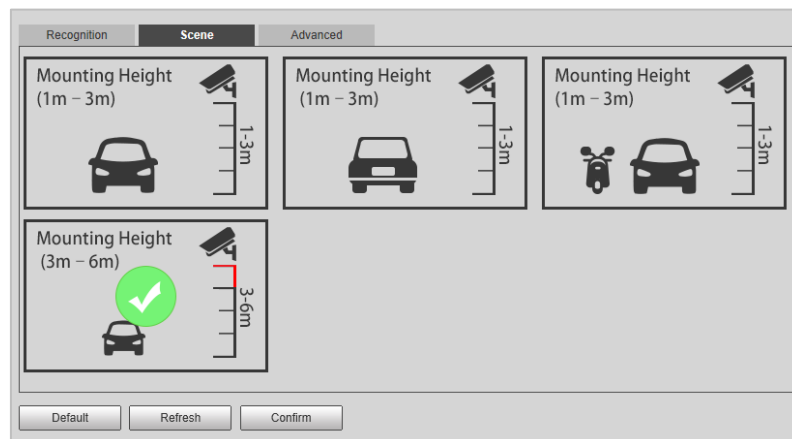 Recognition
Scene
Advanced
Mounting Height
(1m – 3m)
1-3m
Mounting Height
(1m – 3m)
1-3m
Mounting Height
(1m – 3m)
1-3m
Mounting Height
(3m – 6m)
3-6m
Default
Refresh
Confirm